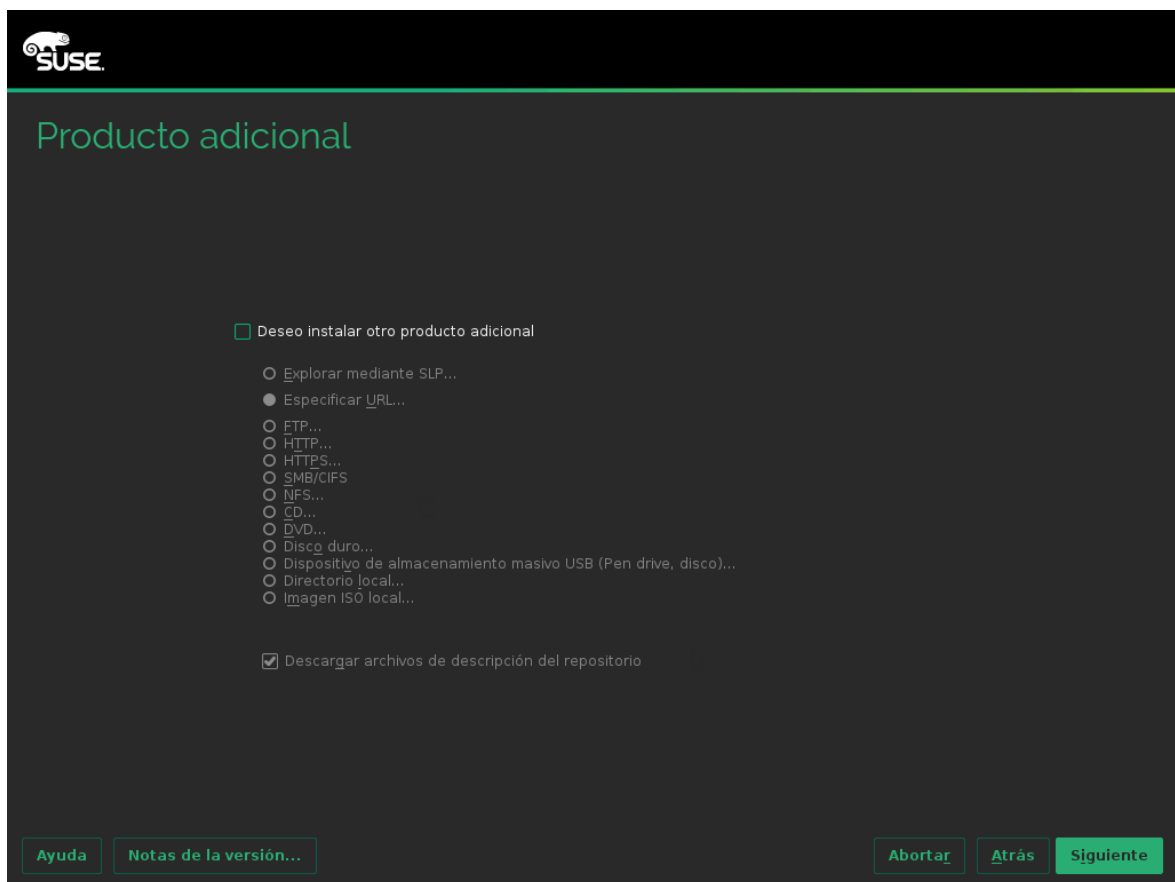 SUSE.
Producto adicional
Deseo instalar otro producto adicional
Explorar mediante SLP...
Especificar URL...
FTP...
HTTP...
HTTPS...
SMB/CIFS
NFS...
CD...
DVD...
Disco duro...
Dispositivo de almacenamiento masivo USB (Pen drive, disco)...
Directorio local...
Imagen ISO local...
Descargar archivos de descripción del repositorio
Ayuda Notas de la versión... Abortar Atrás Siguiente